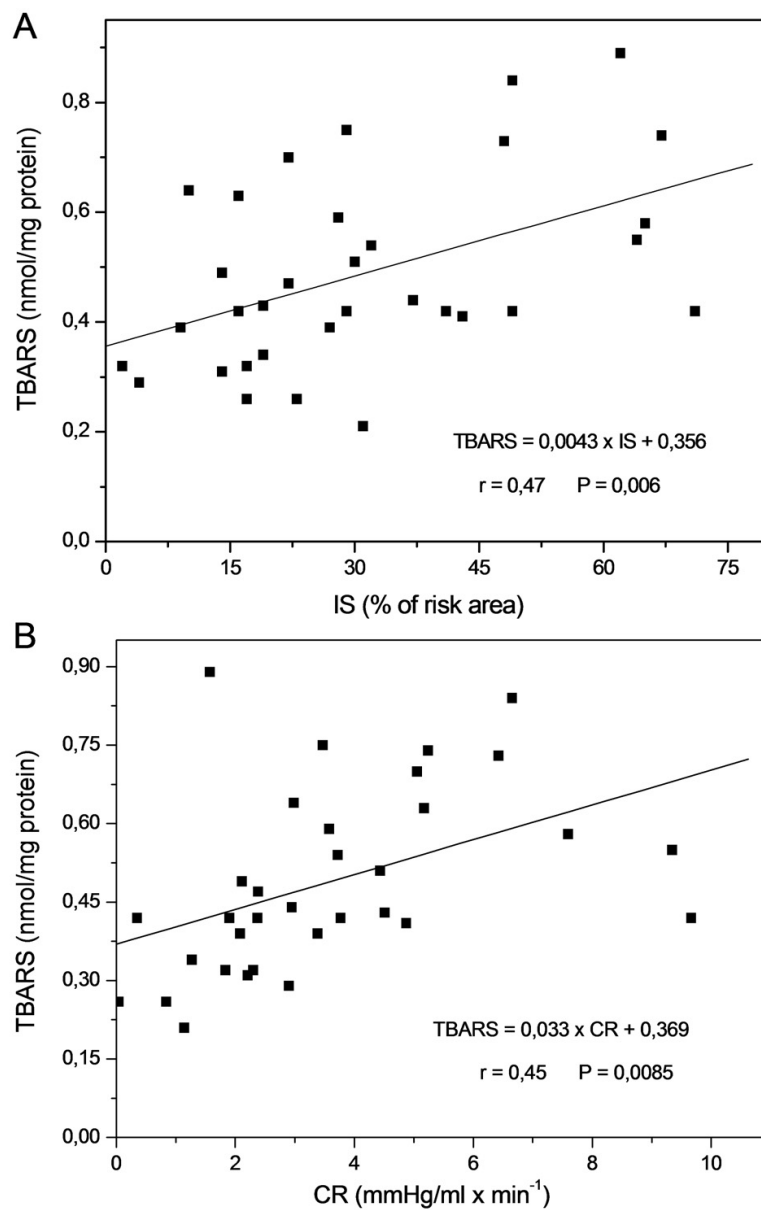 A
TBARS (nmol/mg protein)
0,8
0,6
0,4
0,2
0,0
TBARS = 0,0043 x IS + 0,356
r = 0,47 P = 0,006
0 15 30 45 60 75
IS (% of risk area)
B
TBARS (nmol/mg protein)
0,90
0,75
0,60
0,45
0,30
0,15
0,00
TBARS = 0,033 x CR + 0,369
r = 0,45 P = 0,0085
0 2 4 6 8 10
CR (mmHg/ml x min⁻¹)